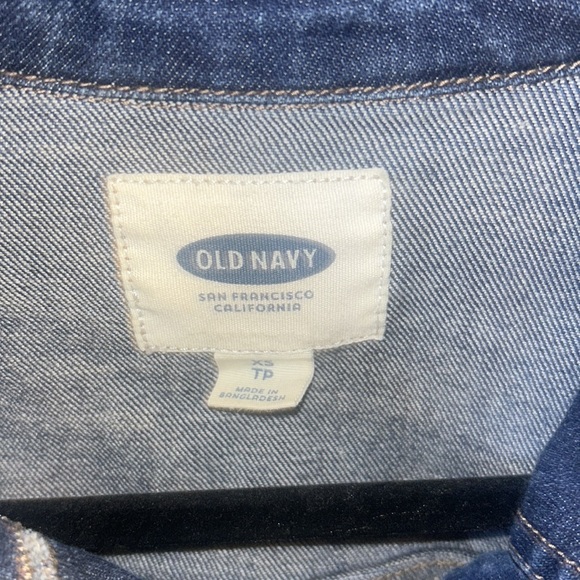 OLD NAVY
SAN FRANCISCO
CALIFORNIA
XS
TP
MADE IN
BANGLADESH